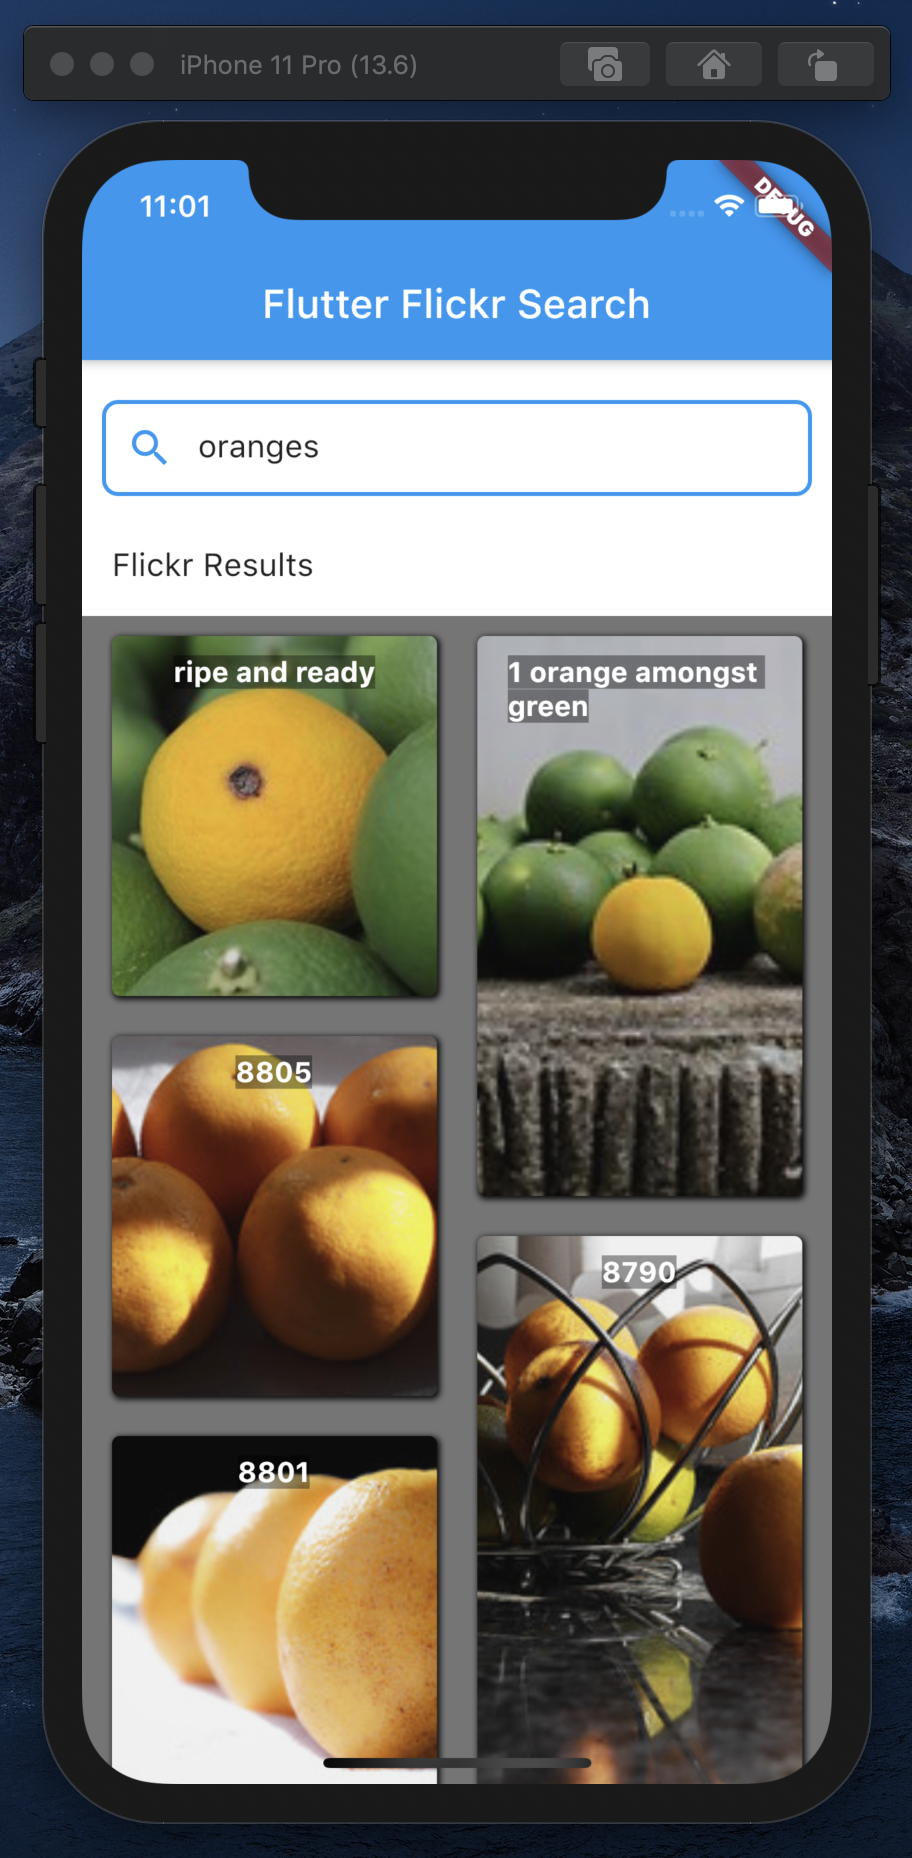 iPhone 11 Pro (13.6)
11:01
DEBUG
Flutter Flickr Search
oranges
Flickr Results
ripe and ready
1 orange amongst
green
8805
8790
8801